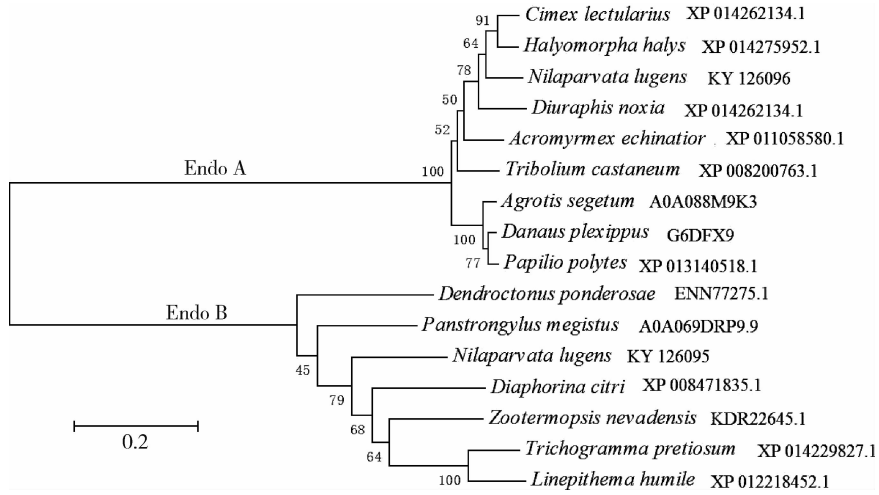 91
Cimex lectularius XP 014262134.1
64
Halyomorpha halys XP 014275952.1
78
Nilaparvata lugens KY 126096
50
Diuraphis noxia XP 014262134.1
52
Acromyrmex echinatior XP 011058580.1
Endo A
100
Tribolium castaneum XP 008200763.1
Agrotis segetum A0A088M9K3
100
Danaus plexippus G6DFX9
77
Papilio polytes XP 013140518.1
Dendroctonus ponderosae ENN77275.1
Endo B
Panstrongylus megistus A0A069DRP9.9
45
Nilaparvata lugens KY 126095
79
Diaphorina citri XP 008471835.1
68
Zootermopsis nevadensis KDR22645.1
0.2
64
Trichogramma pretiosum XP 014229827.1
100
Linepithema humile XP 012218452.1